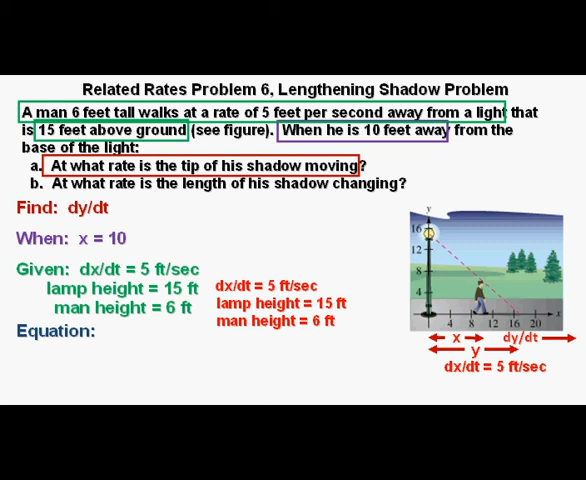 Related Rates Problem 6, Lengthening Shadow Problem
A man 6 feet tall walks at a rate of 5 feet per second away from a light that
is 15 feet above ground (see figure). When he is 10 feet away from the
base of the light:
a. At what rate is the tip of his shadow moving?
b. At what rate is the length of his shadow changing?
Find: dy/dt
When: x = 10
Given: dx/dt = 5 ft/sec
lamp height = 15 ft
man height = 6 ft
dx/dt = 5 ft/sec
lamp height = 15 ft
man height = 6 ft
Equation:
y
16
12
8
4
4 8 12 16 20 x
x dy/dt
y
dx/dt = 5 ft/sec